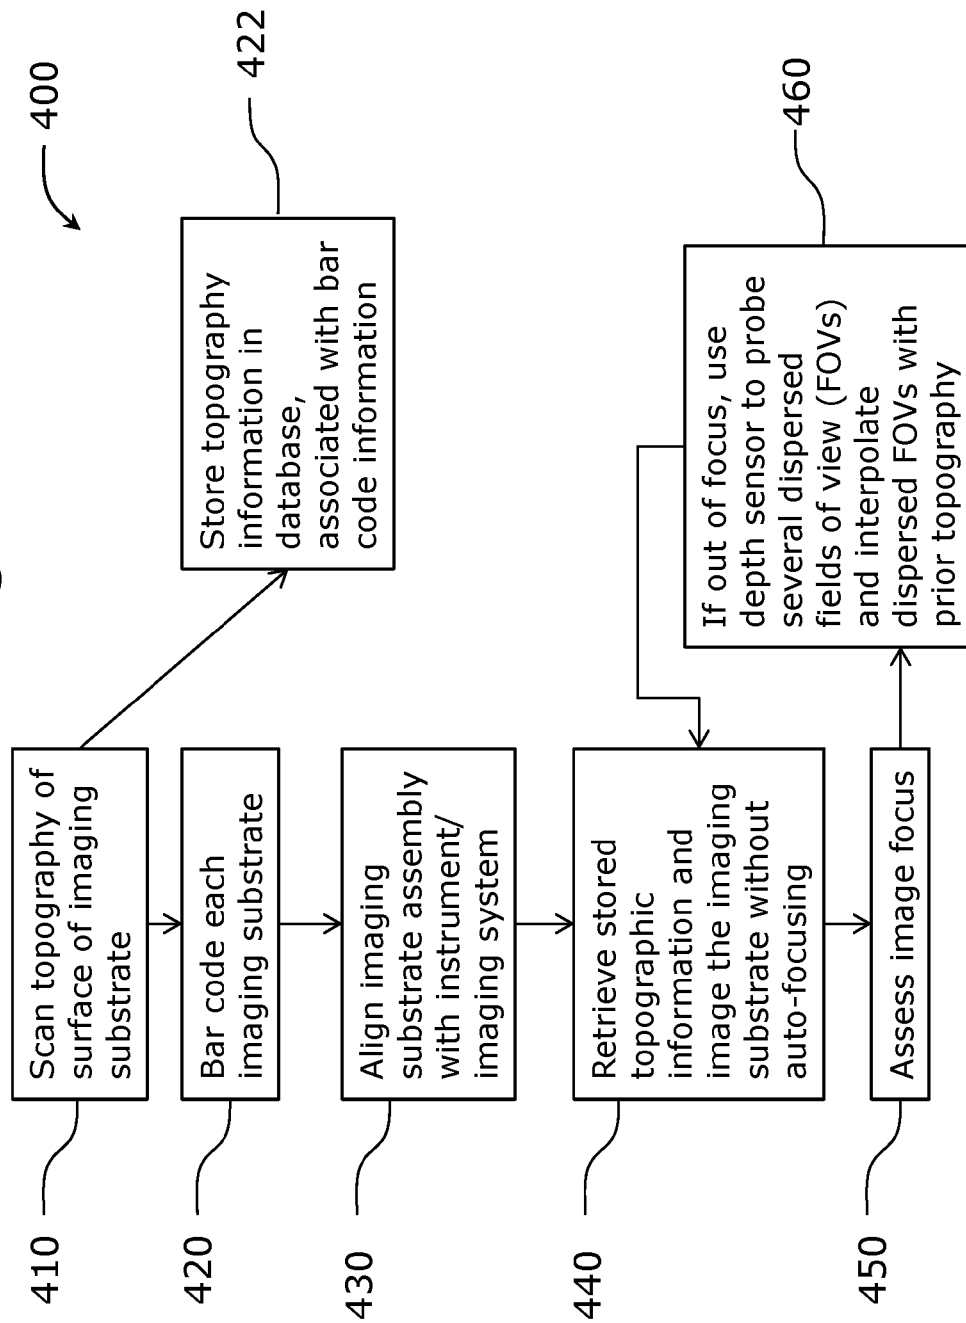 400
410
Scan topography of
surface of imaging
substrate
422
Store topography
information in
database,
associated with bar
code information
420
Bar code each
imaging substrate
430
Align imaging
substrate assembly
with instrument/
imaging system
440
Retrieve stored
topographic
information and
image the imaging
substrate without
auto-focusing
450
Assess image focus
460
If out of focus, use
depth sensor to probe
several dispersed
fields of view (FOVs)
and interpolate
dispersed FOVs with
prior topography